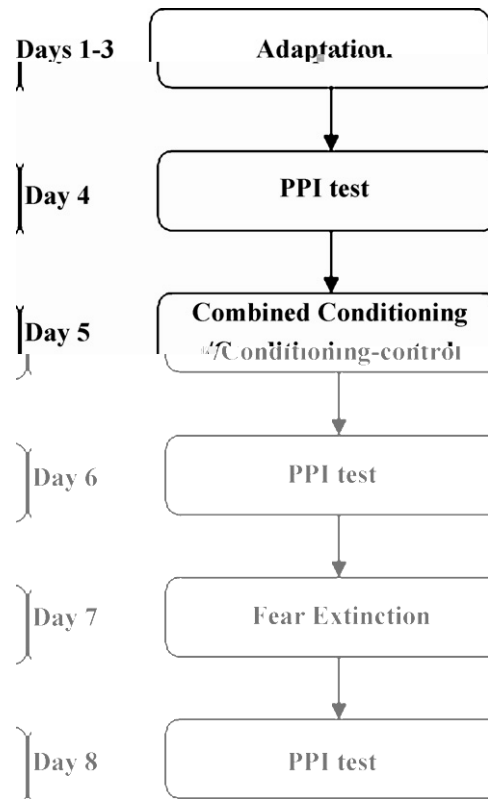 Days 1-3
Adaptation.
Day 4
PPI test
Day 5
Combined Conditioning
/Conditioning-control
Day 6
PPI test
Day 7
Fear Extinction
Day 8
PPI test